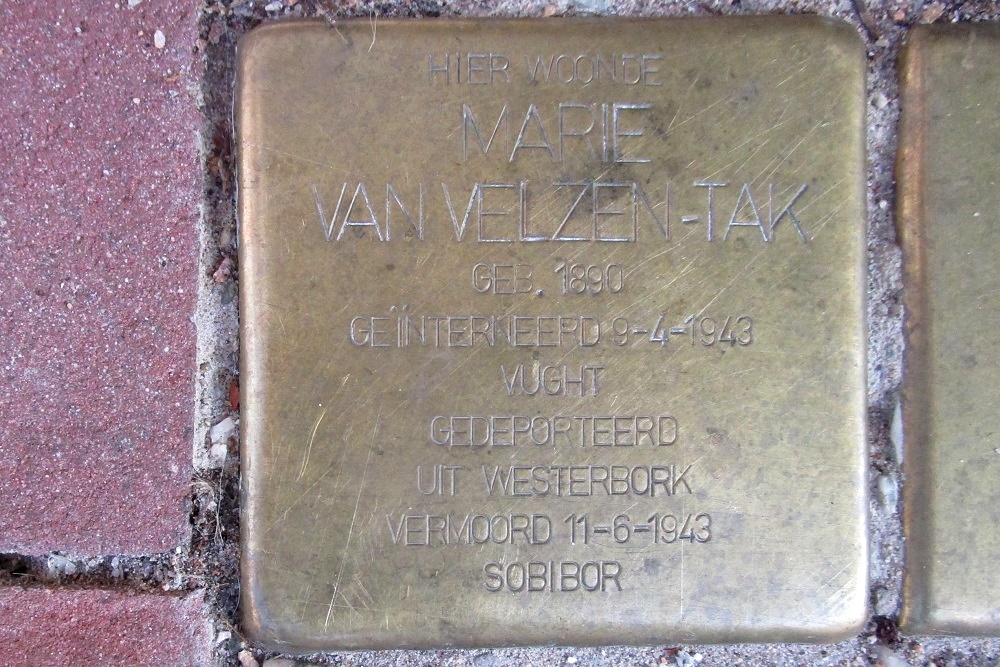 HIER WOONDE
MARIE
VAN VELZEN-TAK
GEB. 1890
GEÏNTERNEERD 9-4-1943
VUGHT
GEDEPORTEERD
UIT WESTERBORK
VERMOORD 11-6-1943
SOBIBOR